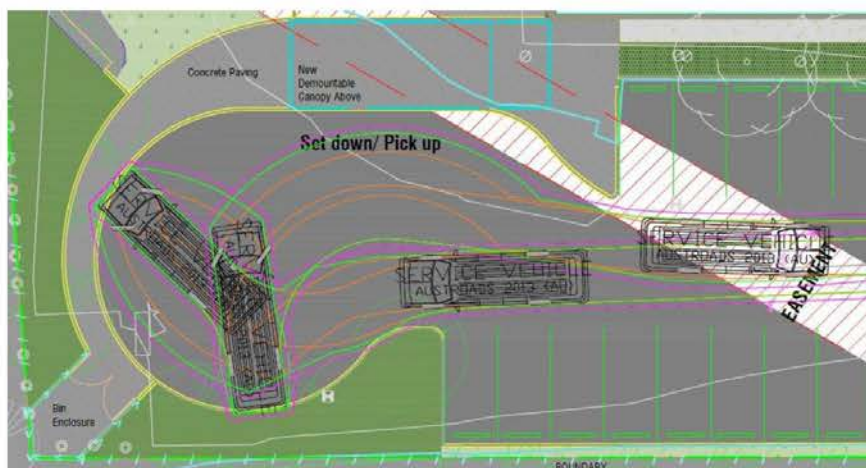 Concrete Paving
New
Demountable
Canopy Above
Set down/ Pick up
SERVICE VEHICLE
AUSTROADS 2013 (AU)
SERVICE VEHICLE
AUSTROADS 2013 (AU)
EASEMENT
Bin
Enclosure
BOUNDARY